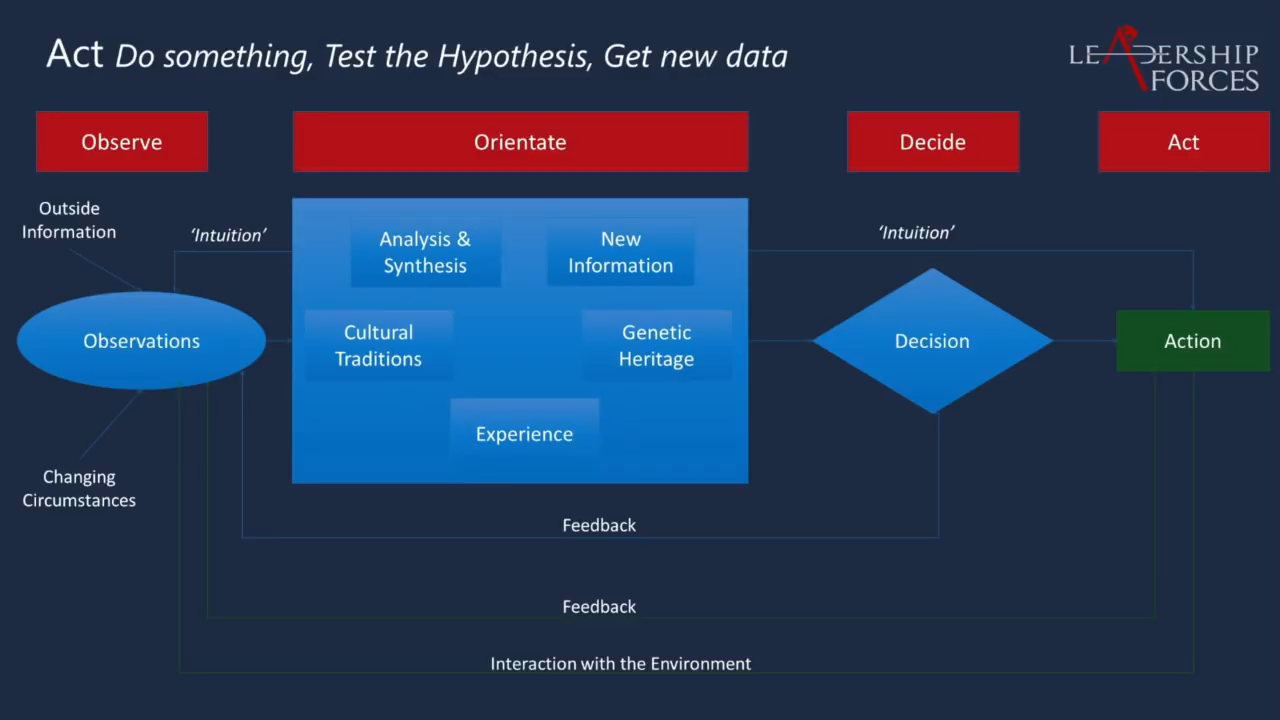 Act Do something, Test the Hypothesis, Get new data
LEADERSHIP
FORCES
Observe
Orientate
Decide
Act
Outside
Information
‘Intuition’
Analysis &
Synthesis
New
Information
‘Intuition’
Observations
Cultural
Traditions
Genetic
Heritage
Decision
Action
Experience
Changing
Circumstances
Feedback
Feedback
Interaction with the Environment